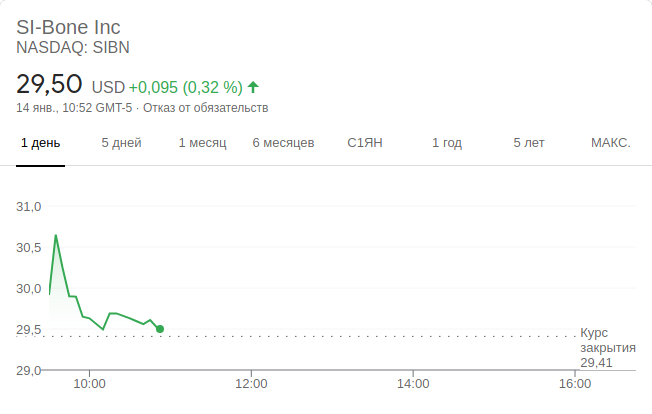 SI-Bone Inc
NASDAQ: SIBN
29,50 USD +0,095 (0,32 %)
14 янв., 10:52 GMT-5 · Отказ от обязательств
1 день 5 дней 1 месяц 6 месяцев С1ЯН 1 год 5 лет МАКС.
31,0
30,5
30,0
29,5
Курс
закрытия
29,41
29,0
10:00 12:00 14:00 16:00